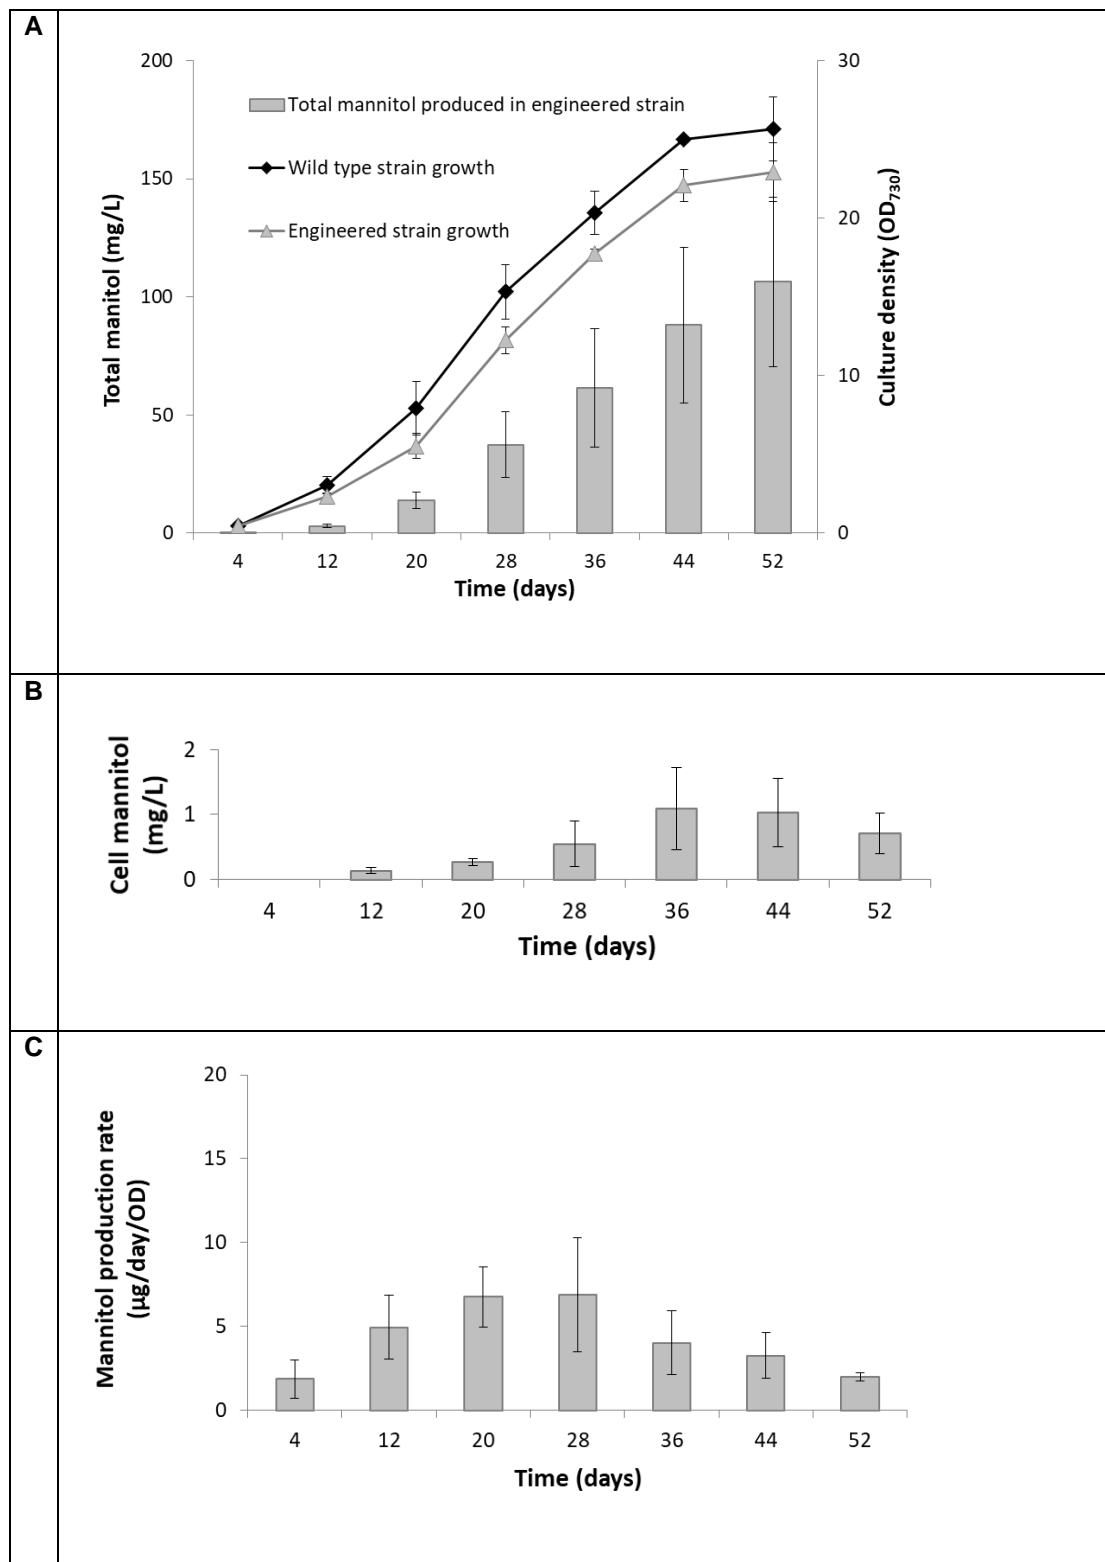 A
200
150
100
50
0
Total manitol (mg/L)
30
20
10
0
Culture density (OD₇₃₀)
Total mannitol produced in engineered strain
Wild type strain growth
Engineered strain growth
4 12 20 28 36 44 52
Time (days)
B
2
1
0
Cell mannitol
(mg/L)
4 12 20 28 36 44 52
Time (days)
C
20
15
10
5
0
Mannitol production rate
(µg/day/OD)
4 12 20 28 36 44 52
Time (days)